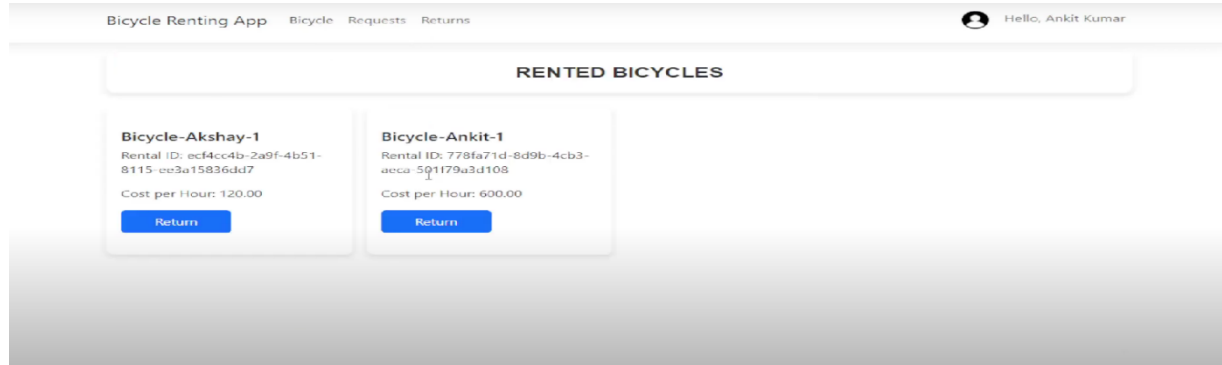 Bicycle Renting App Bicycle Requests Returns Hello, Ankit Kumar
RENTED BICYCLES
Bicycle-Akshay-1
Rental ID: ecf4cc4b-2a9f-4b51-
8115-ee3a15836dd7
Cost per Hour: 120.00
Return
Bicycle-Ankit-1
Rental ID: 778fa71d-8d9b-4cb3-
Cost per Hour: 600.00
Return